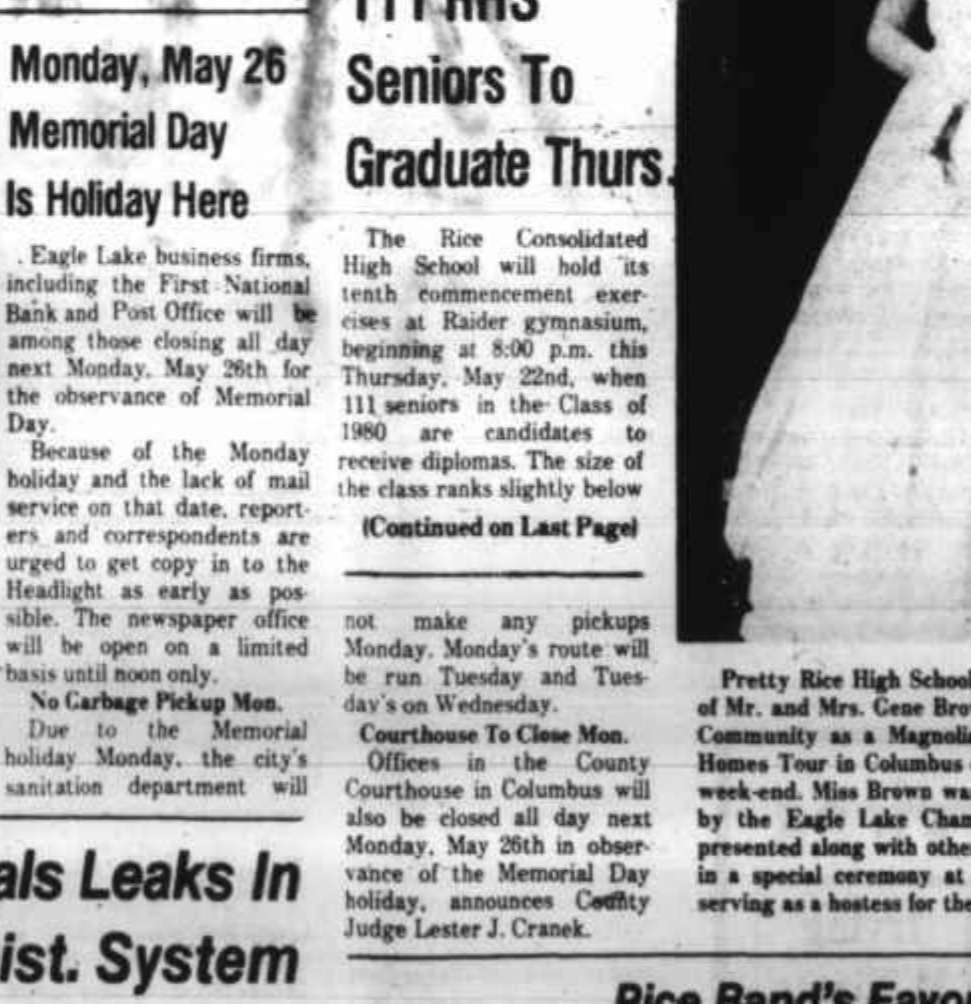 Monday, May 26
Memorial Day
Is Holiday Here
. Eagle Lake business firms,
including the First National
Bank and Post Office will be
among those closing all day
next Monday, May 26th for
the observance of Memorial
Day.
Because of the Monday
holiday and the lack of mail
service on that date, report-
ers and correspondents are
urged to get copy in to the
Headlight as early as pos-
sible. The newspaper office
will be open on a limited
basis until noon only.
No Garbage Pickup Mon.
Due to the Memorial
holiday Monday, the city's
sanitation department will
not make any pickups
Monday. Monday's route will
be run Tuesday and Tues-
day's on Wednesday.
Courthouse To Close Mon.
Offices in the County
Courthouse in Columbus will
also be closed all day next
Monday, May 26th in obser-
vance of the Memorial Day
holiday, announces County
Judge Lester J. Cranek.
111 RHS
Seniors To
Graduate Thurs.
The Rice Consolidated
High School will hold its
tenth commencement exer-
cises at Raider gymnasium,
beginning at 8:00 p.m. this
Thursday, May 22nd, when
111 seniors in the Class of
1980 are candidates to
receive diplomas. The size of
the class ranks slightly below
(Continued on Last Page)
Pretty Rice High School
of Mr. and Mrs. Gene Bro
Community as a Magnolia
Homes Tour in Columbus
week-end. Miss Brown was
by the Eagle Lake Cham
presented along with othe
in a special ceremony at
serving as a hostess for the
als Leaks In
ist. System
Rice Band's Favo